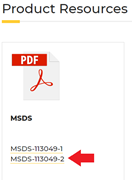 Product Resources
PDF
MSDS
MSDS-113049-1
MSDS-113049-2